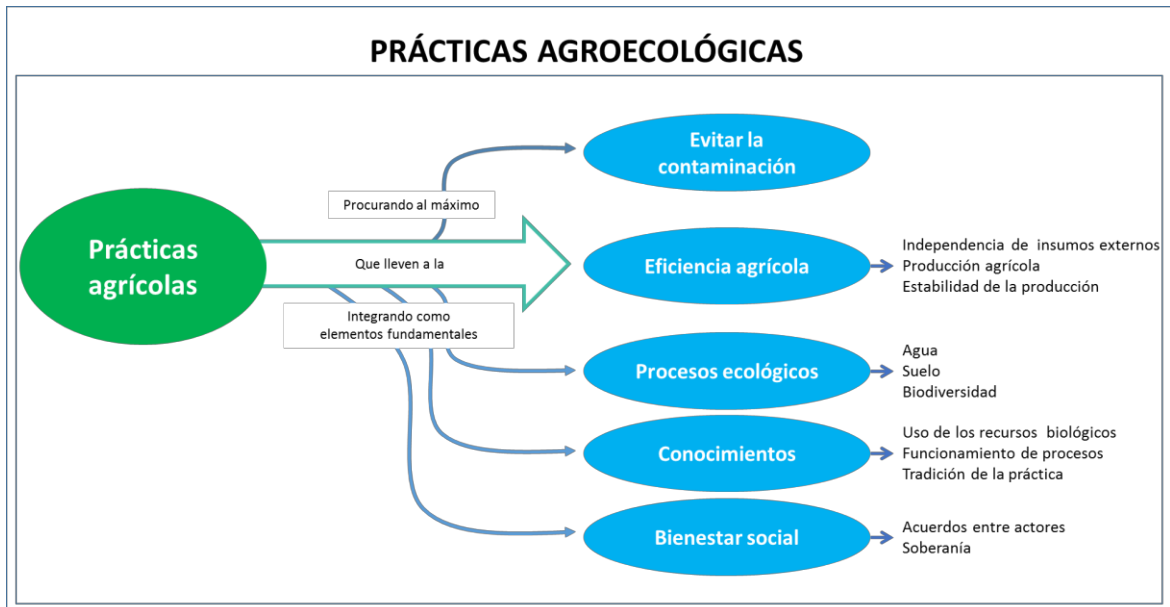 PRÁCTICAS AGROECOLÓGICAS
Evitar la
contaminación
Procurando al máximo
Prácticas
agrícolas
Que lleven a la
Eficiencia agrícola
Independencia de insumos externos
Producción agrícola
Estabilidad de la producción
Integrando como
elementos fundamentales
Procesos ecológicos
Agua
Suelo
Biodiversidad
Conocimientos
Uso de los recursos biológicos
Funcionamiento de procesos
Tradición de la práctica
Bienestar social
Acuerdos entre actores
Soberanía